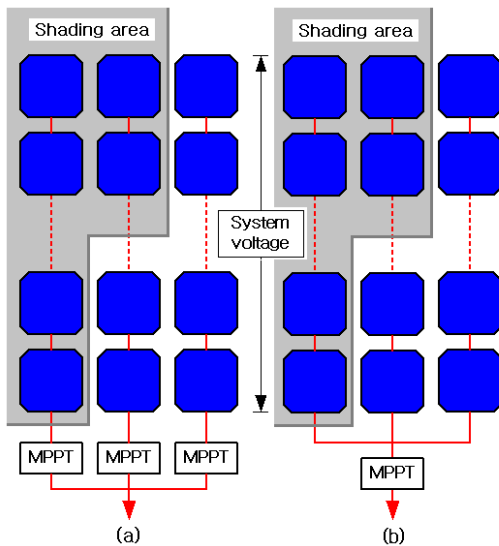 Shading area
Shading area
System
voltage
MPPT
MPPT
MPPT
MPPT
(a)
(b)